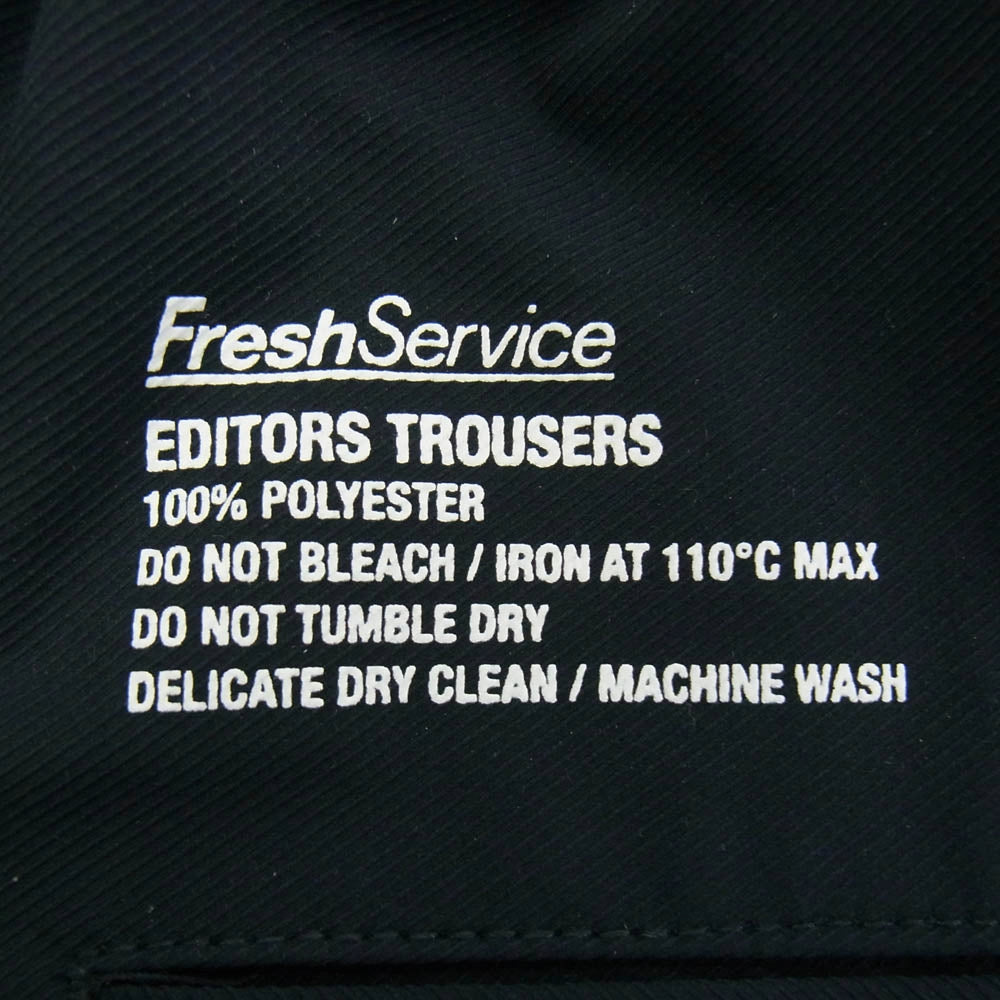 FreshService
EDITORS TROUSERS
100% POLYESTER
DO NOT BLEACH / IRON AT 110°C MAX
DO NOT TUMBLE DRY
DELICATE DRY CLEAN / MACHINE WASH